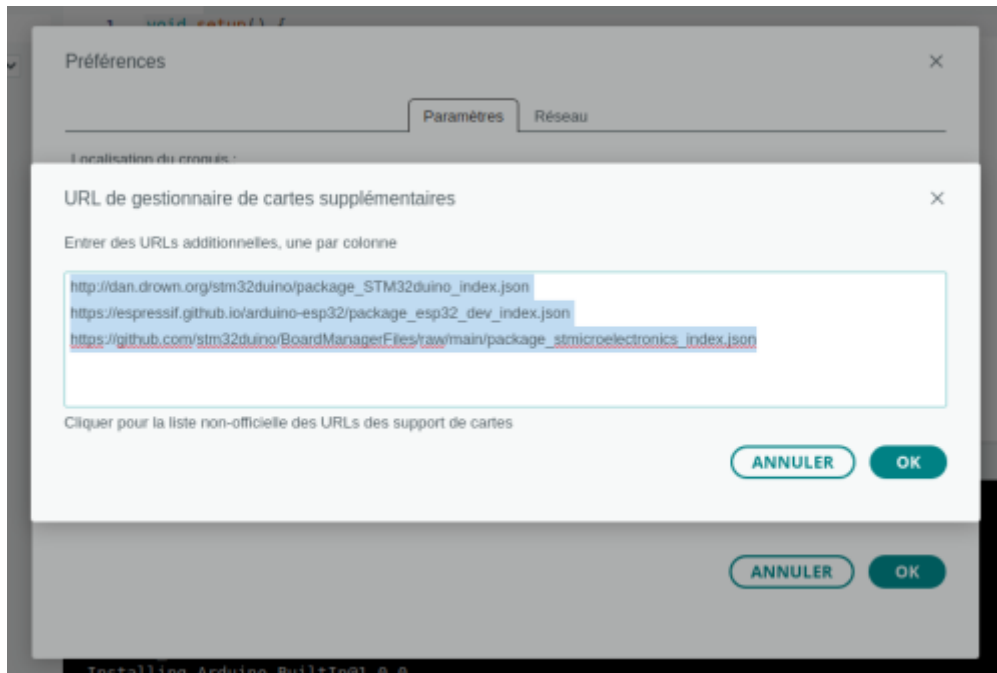 1 void setup() {
Préférences
Paramètres Réseau
Localisation du croquis :
URL de gestionnaire de cartes supplémentaires
Entrer des URLs additionnelles, une par colonne
http://dan.drown.org/stm32duino/package_STM32duino_index.json
https://espressif.github.io/arduino-esp32/package_esp32_dev_index.json
https://github.com/stm32duino/BoardManagerFiles/raw/main/package_stmicroelectronics_index.json
Cliquer pour la liste non-officielle des URLs des support de cartes
ANNULER OK
ANNULER OK
Installing Arduino_BuiltIn@1.0.0